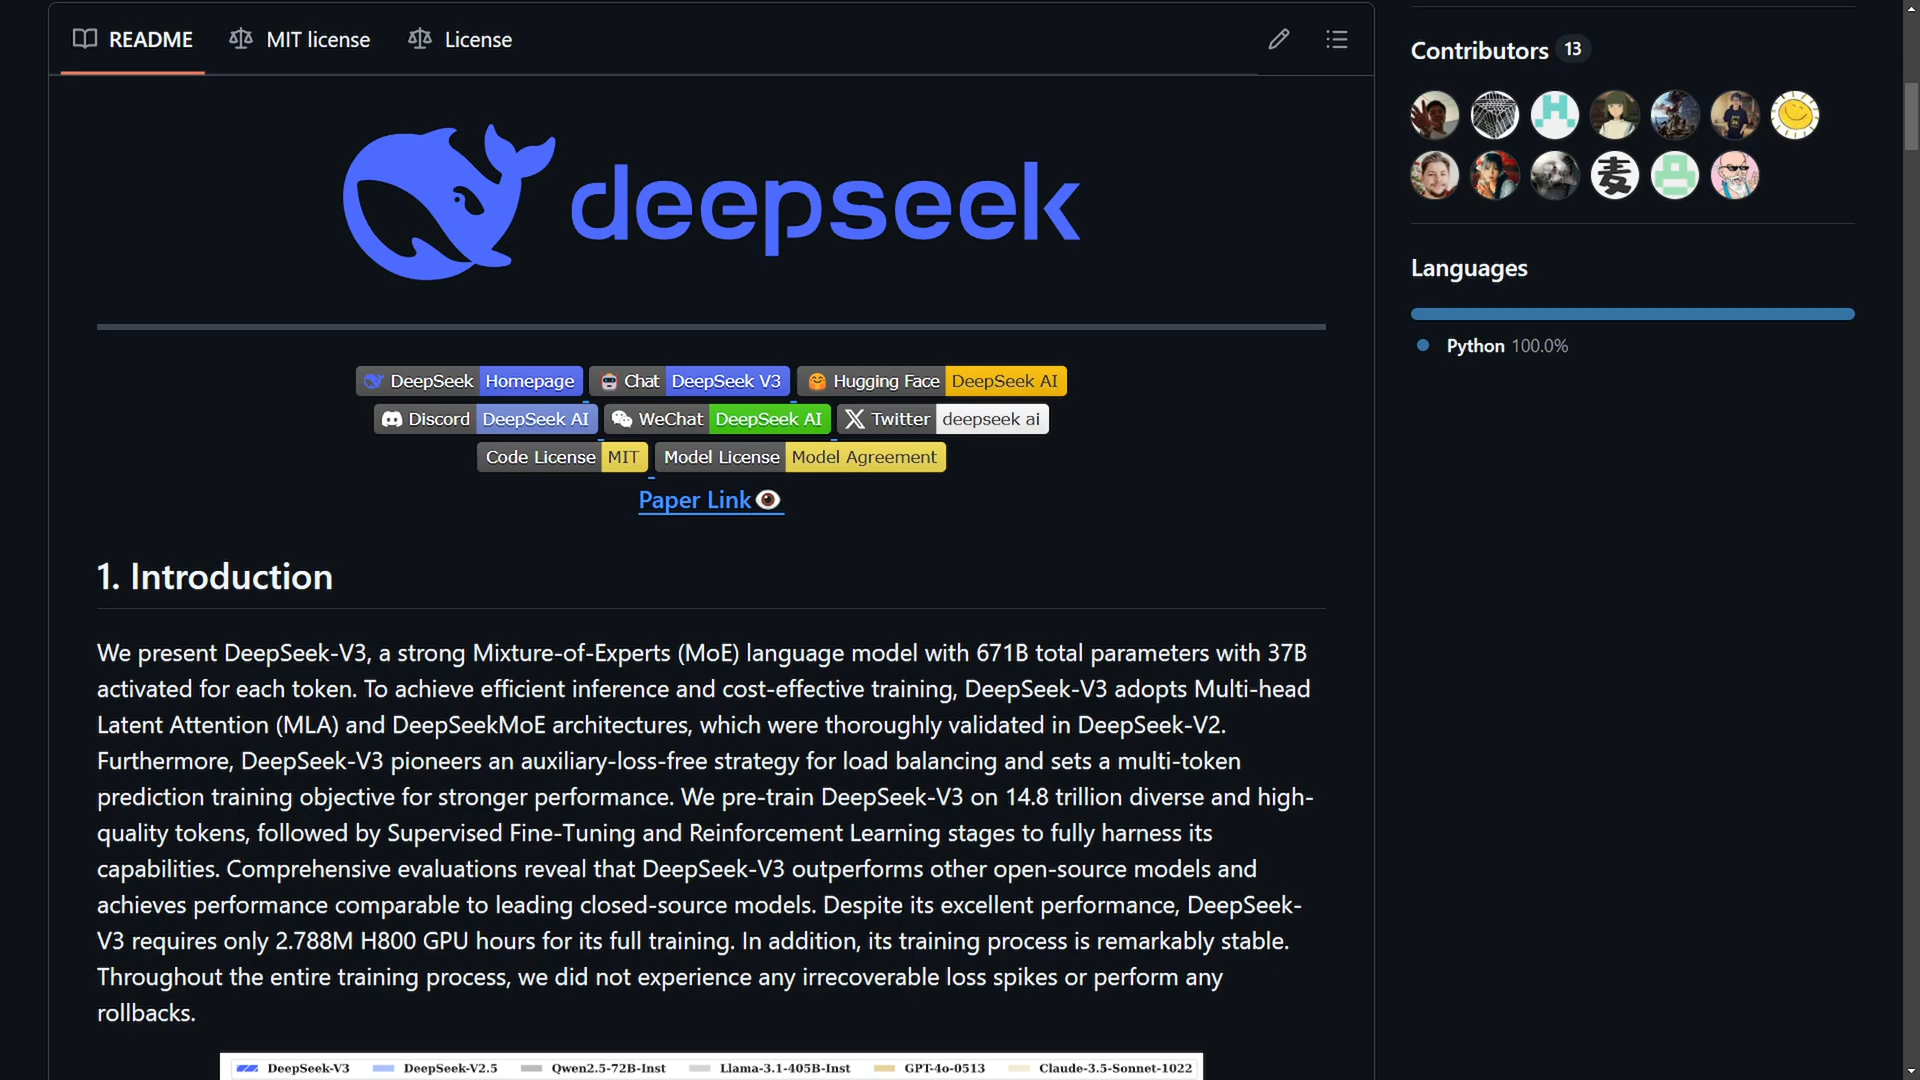 README MIT license License
deepseek
DeepSeek Homepage Chat DeepSeek V3 Hugging Face DeepSeek AI
Discord DeepSeek AI WeChat DeepSeek AI Twitter deepseek ai
Code License MIT Model License Model Agreement
Paper Link
1. Introduction
We present DeepSeek-V3, a strong Mixture-of-Experts (MoE) language model with 671B total parameters with 37B
activated for each token. To achieve efficient inference and cost-effective training, DeepSeek-V3 adopts Multi-head
Latent Attention (MLA) and DeepSeekMoE architectures, which were thoroughly validated in DeepSeek-V2.
Furthermore, DeepSeek-V3 pioneers an auxiliary-loss-free strategy for load balancing and sets a multi-token
prediction training objective for stronger performance. We pre-train DeepSeek-V3 on 14.8 trillion diverse and high-
quality tokens, followed by Supervised Fine-Tuning and Reinforcement Learning stages to fully harness its
capabilities. Comprehensive evaluations reveal that DeepSeek-V3 outperforms other open-source models and
achieves performance comparable to leading closed-source models. Despite its excellent performance, DeepSeek-
V3 requires only 2.788M H800 GPU hours for its full training. In addition, its training process is remarkably stable.
Throughout the entire training process, we did not experience any irrecoverable loss spikes or perform any
rollbacks.
DeepSeek-V3 DeepSeek-V2.5 Qwen2.5-72B-Inst Llama-3.1-405B-Inst GPT-4o-0513 Claude-3.5-Sonnet-1022
Contributors 13
麦
Languages
Python 100.0%